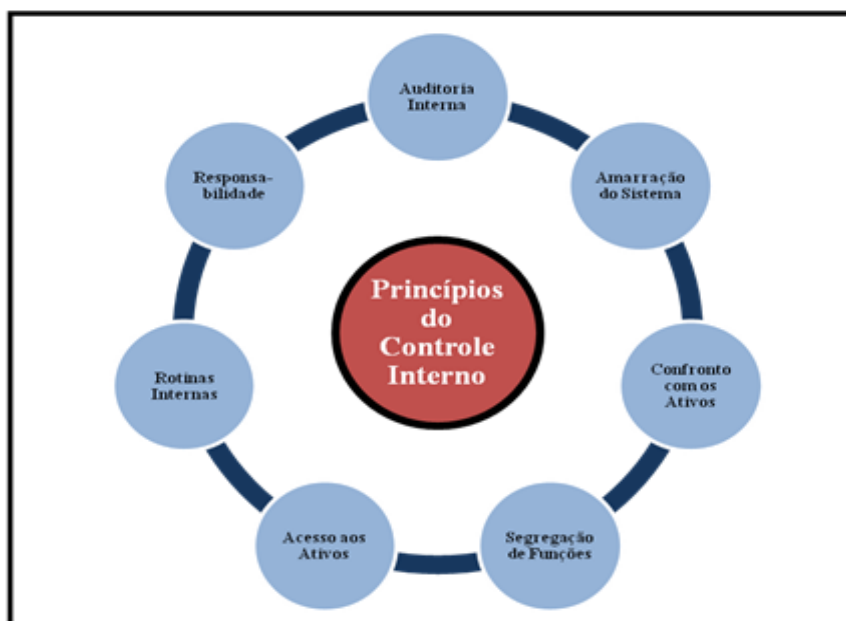 Auditoria
Interna
Amarração
do Sistema
Confronto
com os
Ativos
Segregação
de Funções
Acesso aos
Ativos
Rotinas
Internas
Responsa-
bilidade
Princípios
do
Controle
Interno